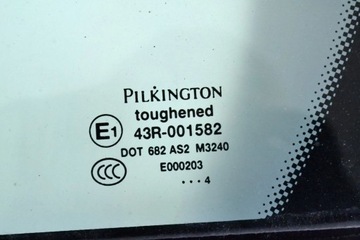 PILKINGTON
toughened
E1 43R-001582
DOT 682 AS2 M3240
CCC E000203
... 4